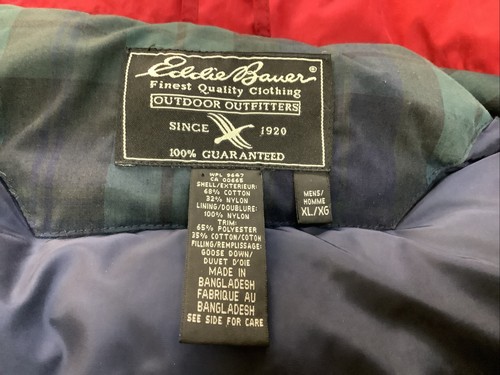 Eddie Bauer®
Finest Quality Clothing
OUTDOOR OUTFITTERS
SINCE 1920
100% GUARANTEED
WPL 9647
CA 00665
SHELL/EXTERIEUR:
68% COTTON
32% NYLON
LINING/DOUBLURE:
100% NYLON
TRIM:
65% POLYESTER
35% COTTON/COTON
FILLING/REMPLISSAGE:
GOOSE DOWN/
DUVET D'OIE
MADE IN
BANGLADESH
FABRIQUE AU
BANGLADESH
SEE SIDE FOR CARE
MENS/
HOMME
XL/XG